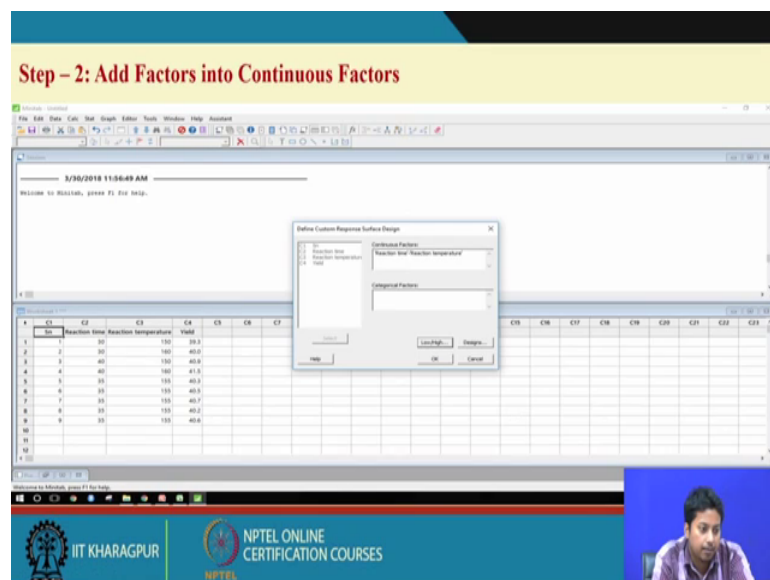 Step – 2: Add Factors into Continuous Factors
Minitab - Untitled
File Edit Data Calc Stat Graph Editor Tools Window Help Assistant
3/30/2018 11:56:49 AM
Welcome to Minitab, press F1 for help.
Define Custom Response Surface Design
C1 Sn
C2 Reaction time
C3 Reaction temperature
C4 Yield
Continuous Factors:
'Reaction time' 'Reaction temperature'
Categorical Factors:
Select
Low/High... Designs...
Help OK Cancel
C1 C2 C3 C4 C5 C6 C7 C15 C16 C17 C18 C19 C20 C21 C22 C23
Sn Reaction time Reaction temperature Yield
1 1 30 150 39.3
2 2 30 160 40.0
3 3 40 150 40.9
4 4 40 160 41.5
5 5 35 155 40.3
6 6 35 155 40.5
7 7 35 155 40.7
8 8 35 155 40.2
9 9 35 155 40.6
10
11
12
Welcome to Minitab, press F1 for help.
IIT KHARAGPUR
NPTEL ONLINE
CERTIFICATION COURSES
NPTEL